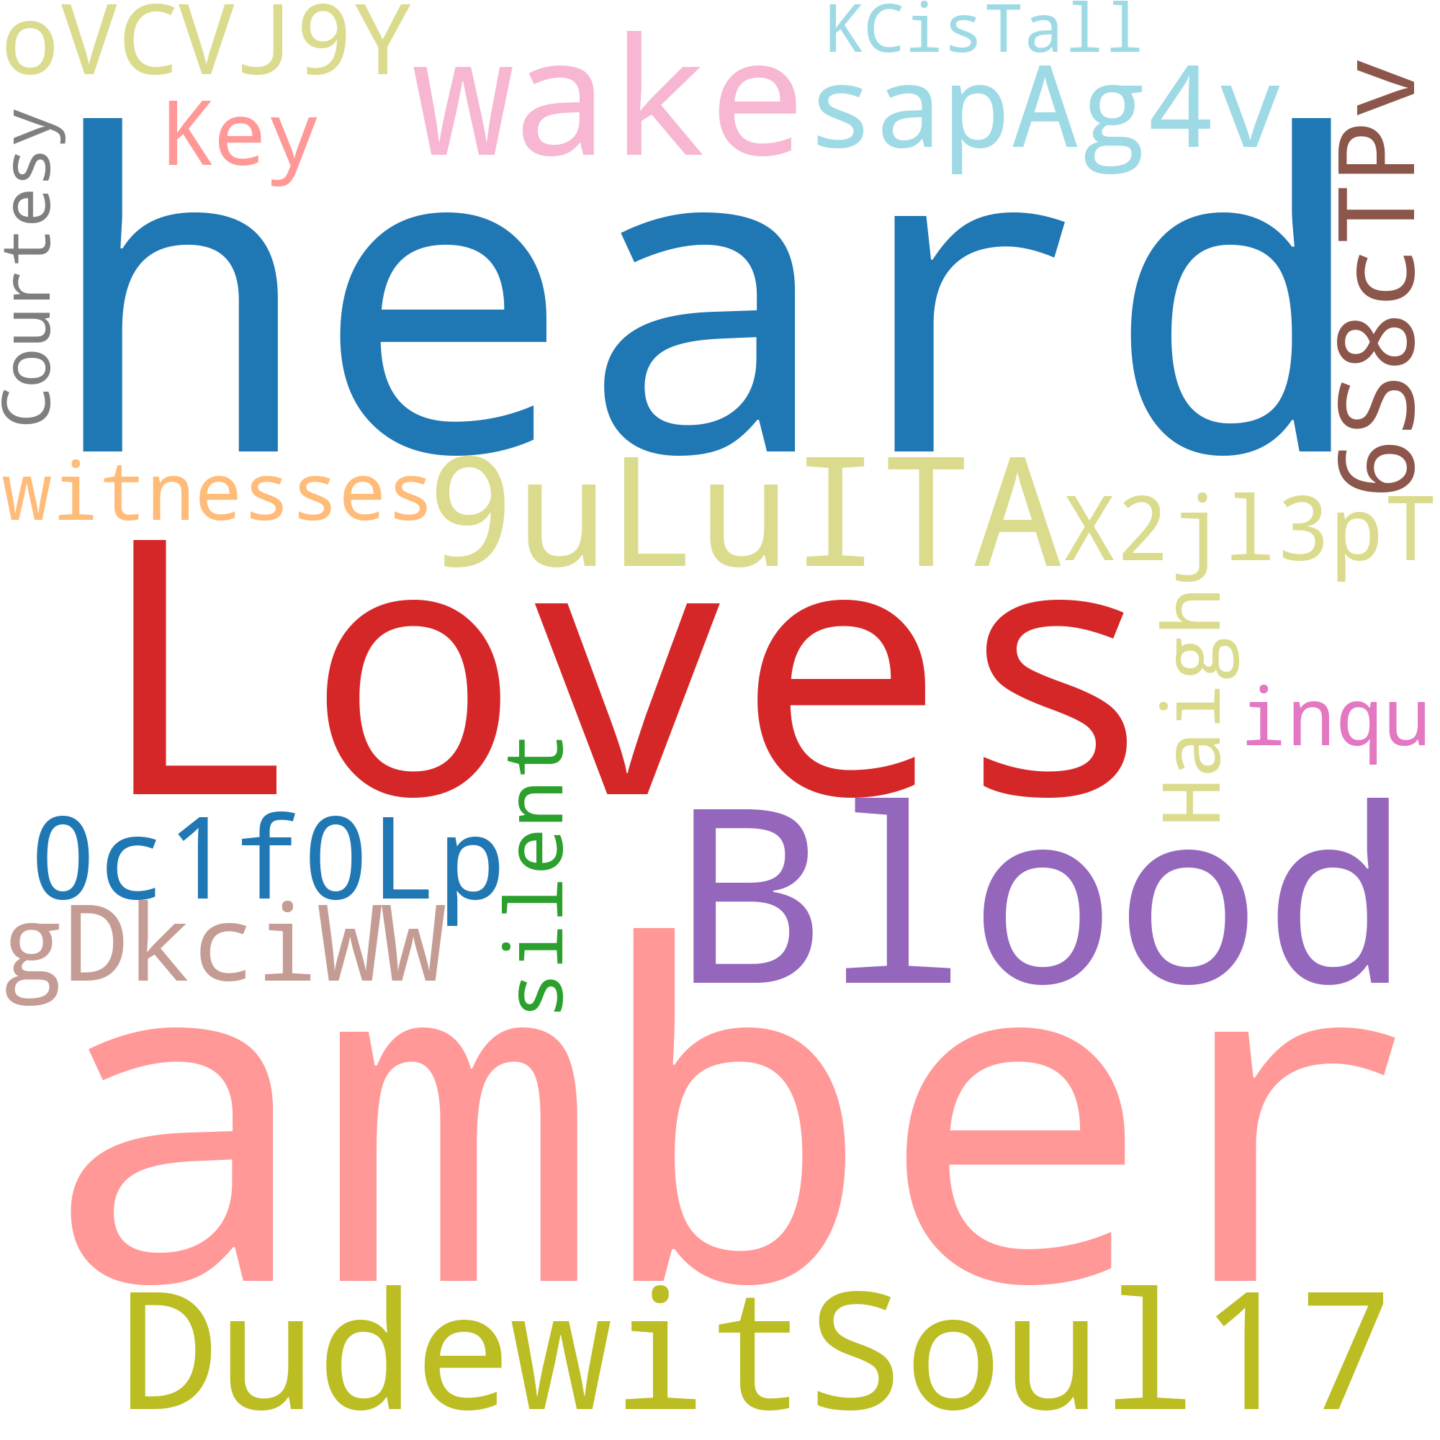 oVCVJ9Y
KCisTall
wake
sapAg4v
Key
Courtesy
heard
6S8cTPv
witnesses
9uLuITA
X2jl3pT
Loves
Haigh
inqu
silent
0c1f0Lp
Blood
gDkciWW
amber
DudewitSoul17